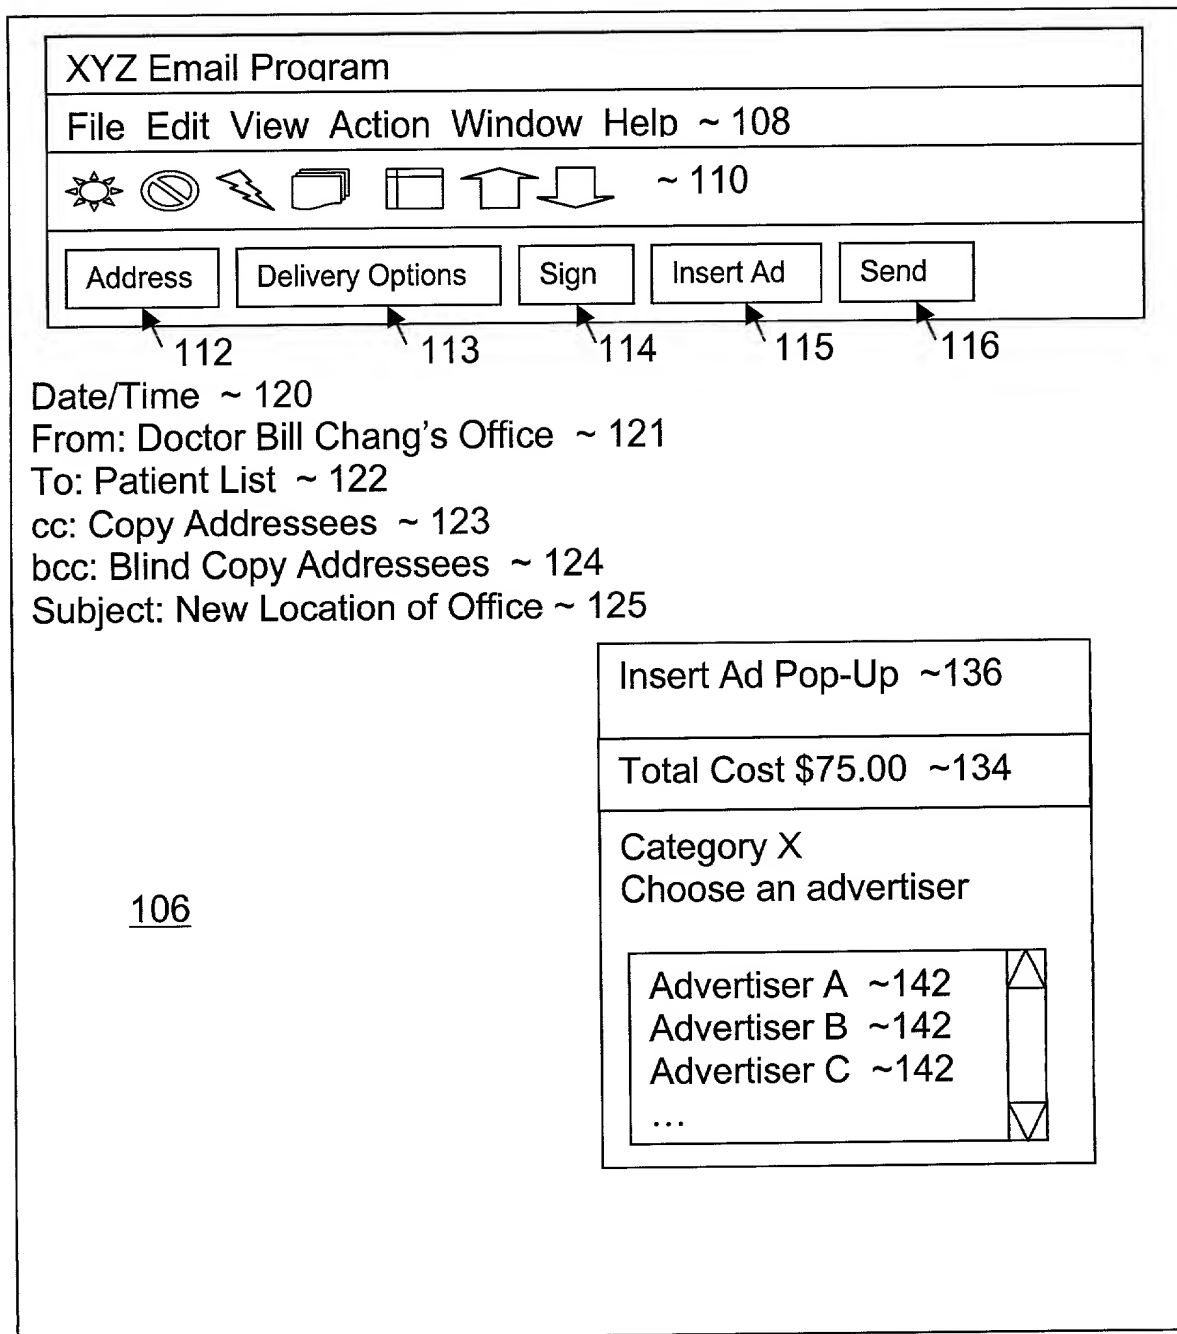 XYZ Email Program
File Edit View Action Window Help ~ 108
~ 110
Address Delivery Options Sign Insert Ad Send
112 113 114 115 116
Date/Time ~ 120
From: Doctor Bill Chang's Office ~ 121
To: Patient List ~ 122
cc: Copy Addressees ~ 123
bcc: Blind Copy Addressees ~ 124
Subject: New Location of Office ~ 125
Insert Ad Pop-Up ~136
Total Cost $75.00 ~134
Category X
Choose an advertiser
106
Advertiser A ~142
Advertiser B ~142
Advertiser C ~142
...